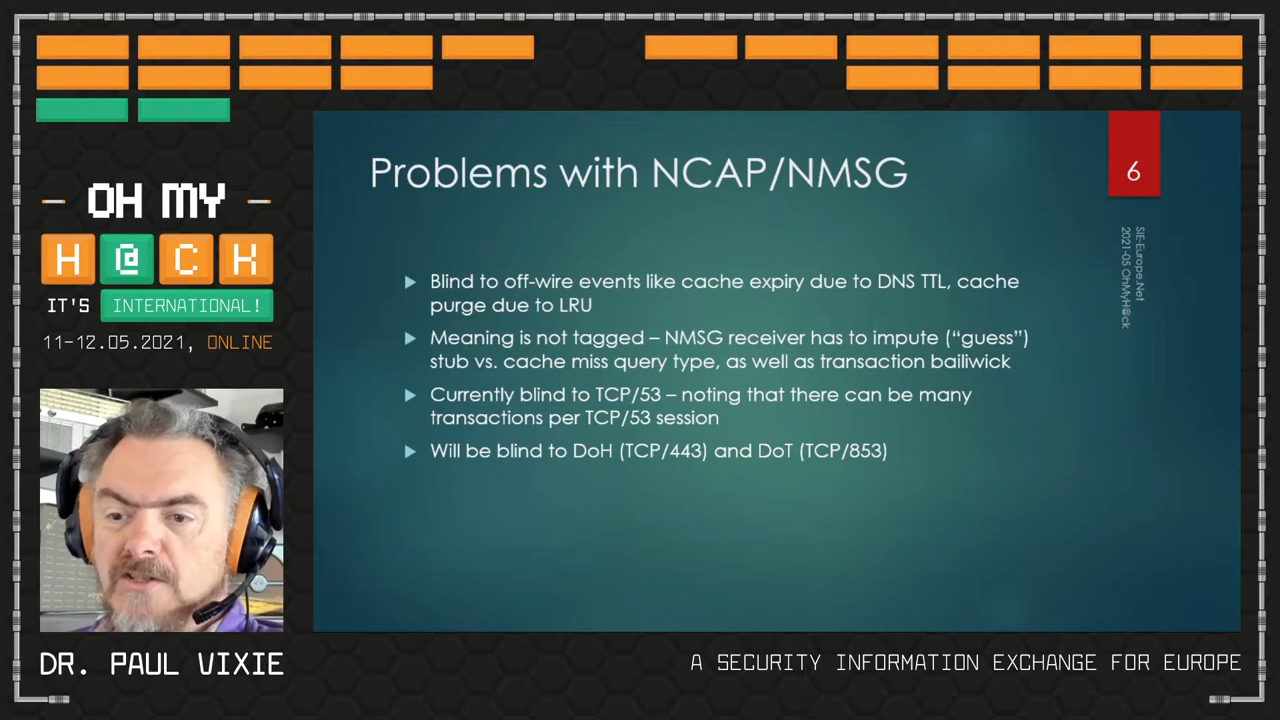 OH MY
H@CK
IT'S INTERNATIONAL!
11-12.05.2021, ONLINE
Problems with NCAP/NMSG
6
SIE-Europe.Net
2021-05 OhMyH@ck
Blind to off-wire events like cache expiry due to DNS TTL, cache
purge due to LRU
Meaning is not tagged – NMSG receiver has to impute (“guess”)
stub vs. cache miss query type, as well as transaction bailiwick
Currently blind to TCP/53 – noting that there can be many
transactions per TCP/53 session
Will be blind to DoH (TCP/443) and DoT (TCP/853)
DR. PAUL VIXIE
A SECURITY INFORMATION EXCHANGE FOR EUROPE